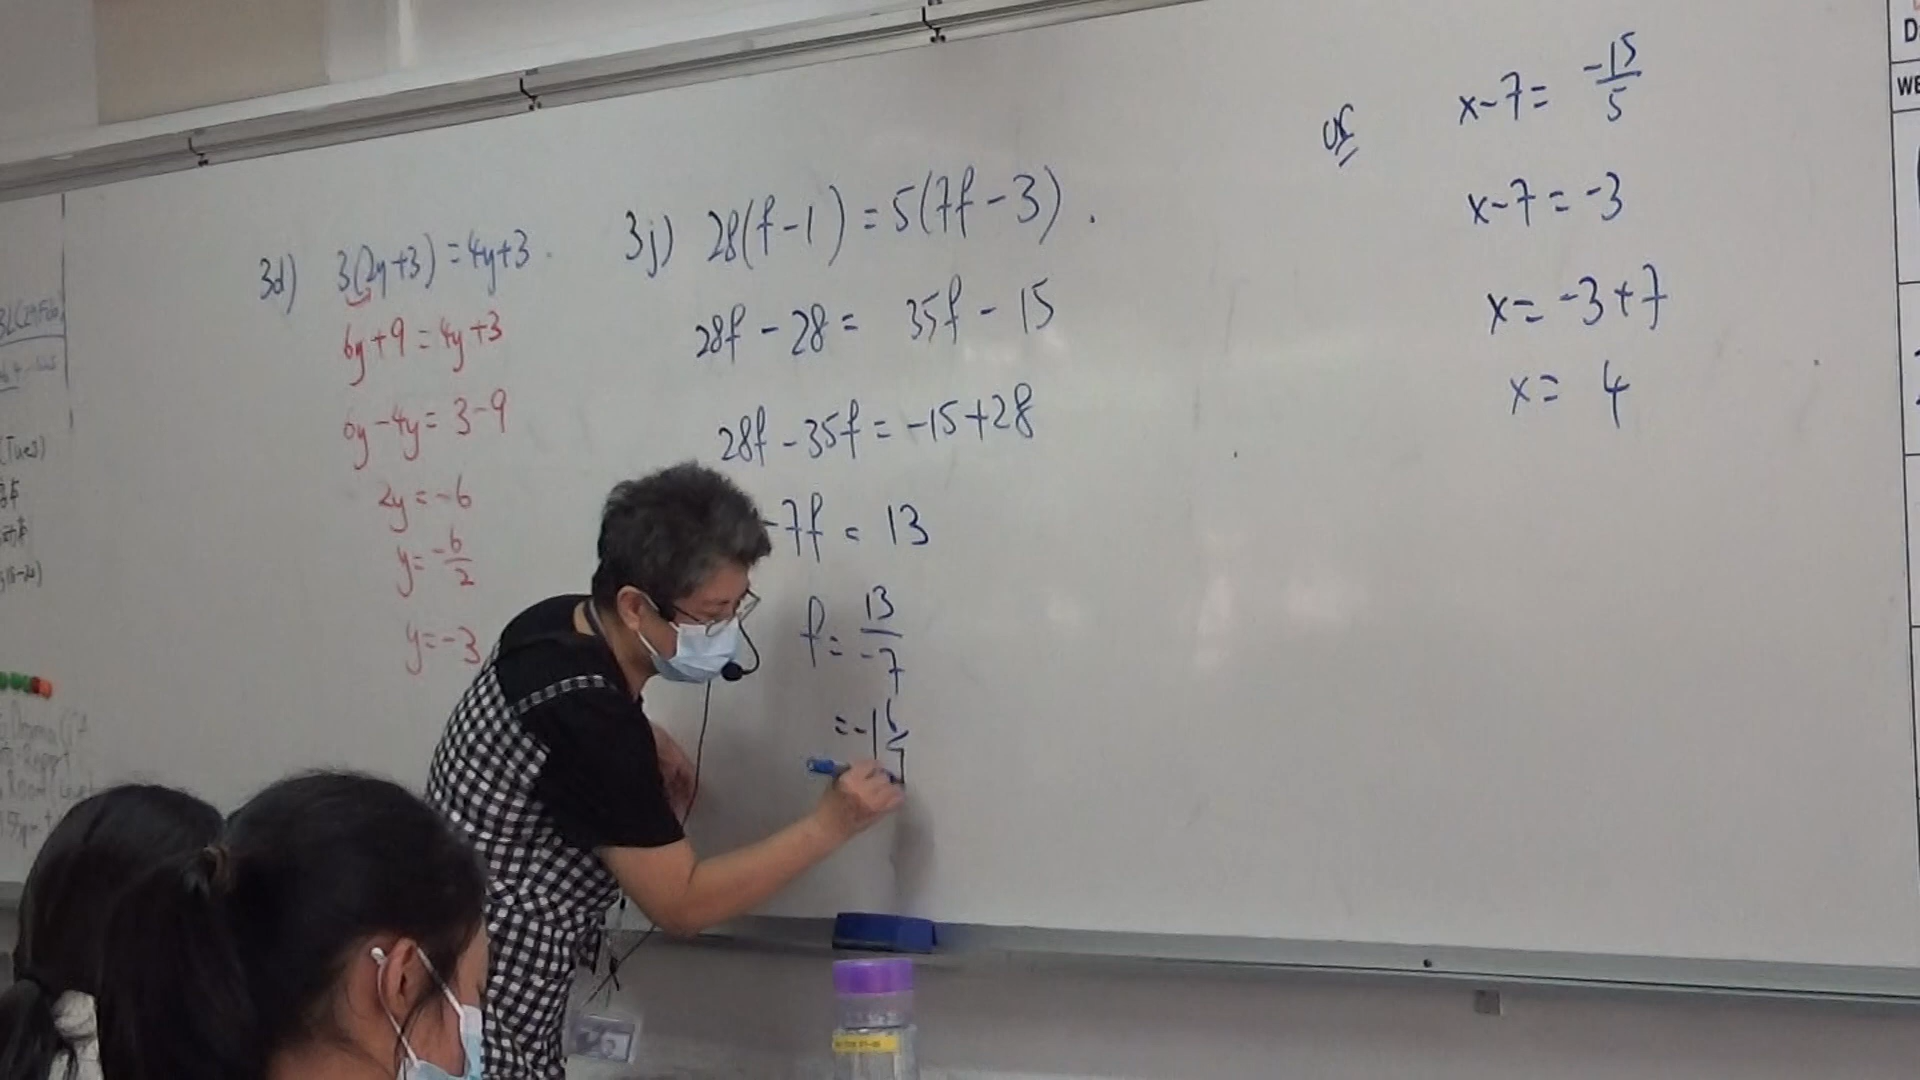 3d) 3(2y+3) = 4y+3
6y+9 = 4y+3
6y-4y = 3-9
2y = -6
y = -6/2
y = -3
3j) 28(f-1) = 5(7f-3).
28f - 28 = 35f - 15
28f - 35f = -15+28
-7f = 13
f = 13/-7
= -1 6/7
or
x-7 = -15/5
x-7 = -3
x = -3+7
x = 4
(Tues)